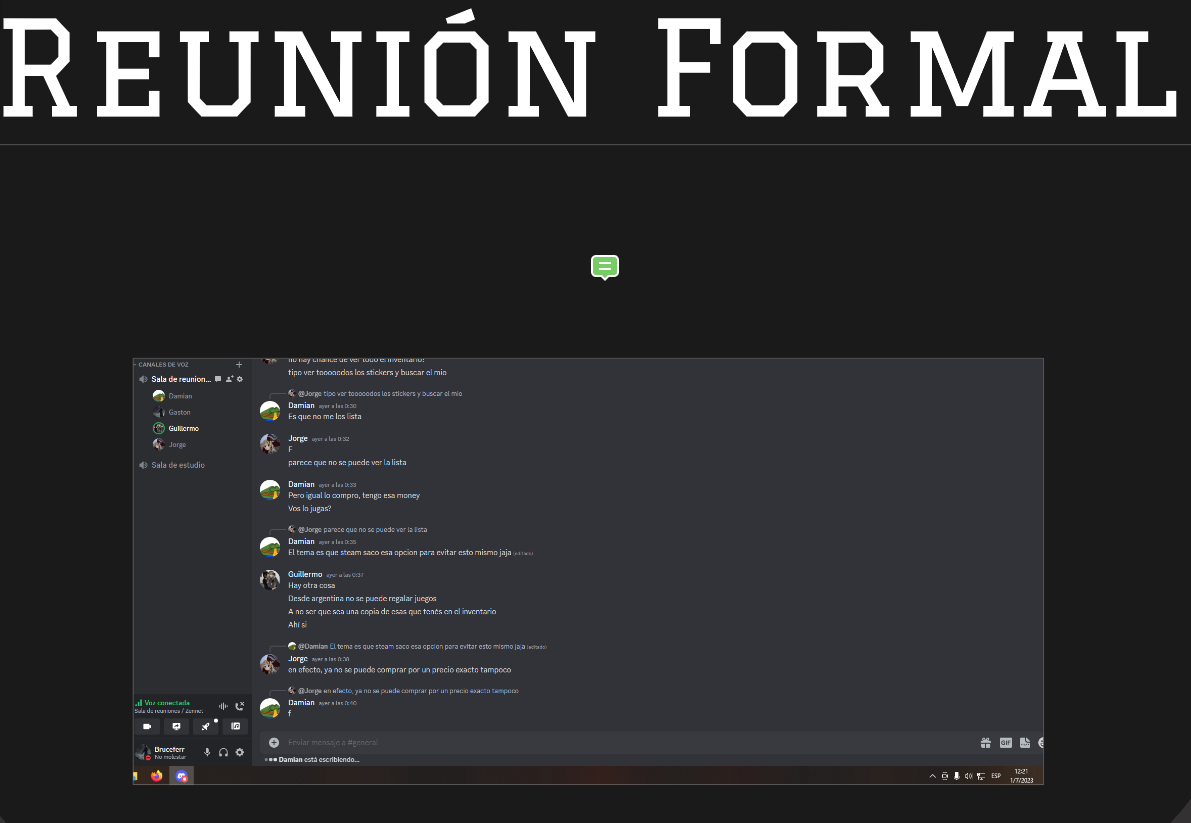 Reunión Formal
CANALES DE VOZ
Sala de reunion...
Damian
Gaston
Guillermo
Jorge
Sala de estudio
no hay chance de ver todo el inventario?
tipo ver tooooodos los stickers y buscar el mio
@Jorge tipo ver tooooodos los stickers y buscar el mio
Damian ayer a las 0:30
Es que no me los lista
Jorge ayer a las 0:32
F
parece que no se puede ver la lista
Damian ayer a las 0:33
Pero igual lo compro, tengo esa money
Vos lo jugas?
@Jorge parece que no se puede ver la lista
Damian ayer a las 0:35
El tema es que steam saco esa opcion para evitar esto mismo jaja (editado)
Guillermo ayer a las 0:37
Hay otra cosa
Desde argentina no se puede regalar juegos
A no ser que sea una copia de esas que tenés en el inventario
Ahí si
@Damian El tema es que steam saco esa opcion para evitar esto mismo jaja (editado)
Jorge ayer a las 0:38
en efecto, ya no se puede comprar por un precio exacto tampoco
@Jorge en efecto, ya no se puede comprar por un precio exacto tampoco
Damian ayer a las 0:40
f
Voz conectada
Sala de reuniones /
Bruceferr
No molestar
Enviar mensaje a #general
GIF
Damian está escribiendo...
ESP
12:21
1/7/2023